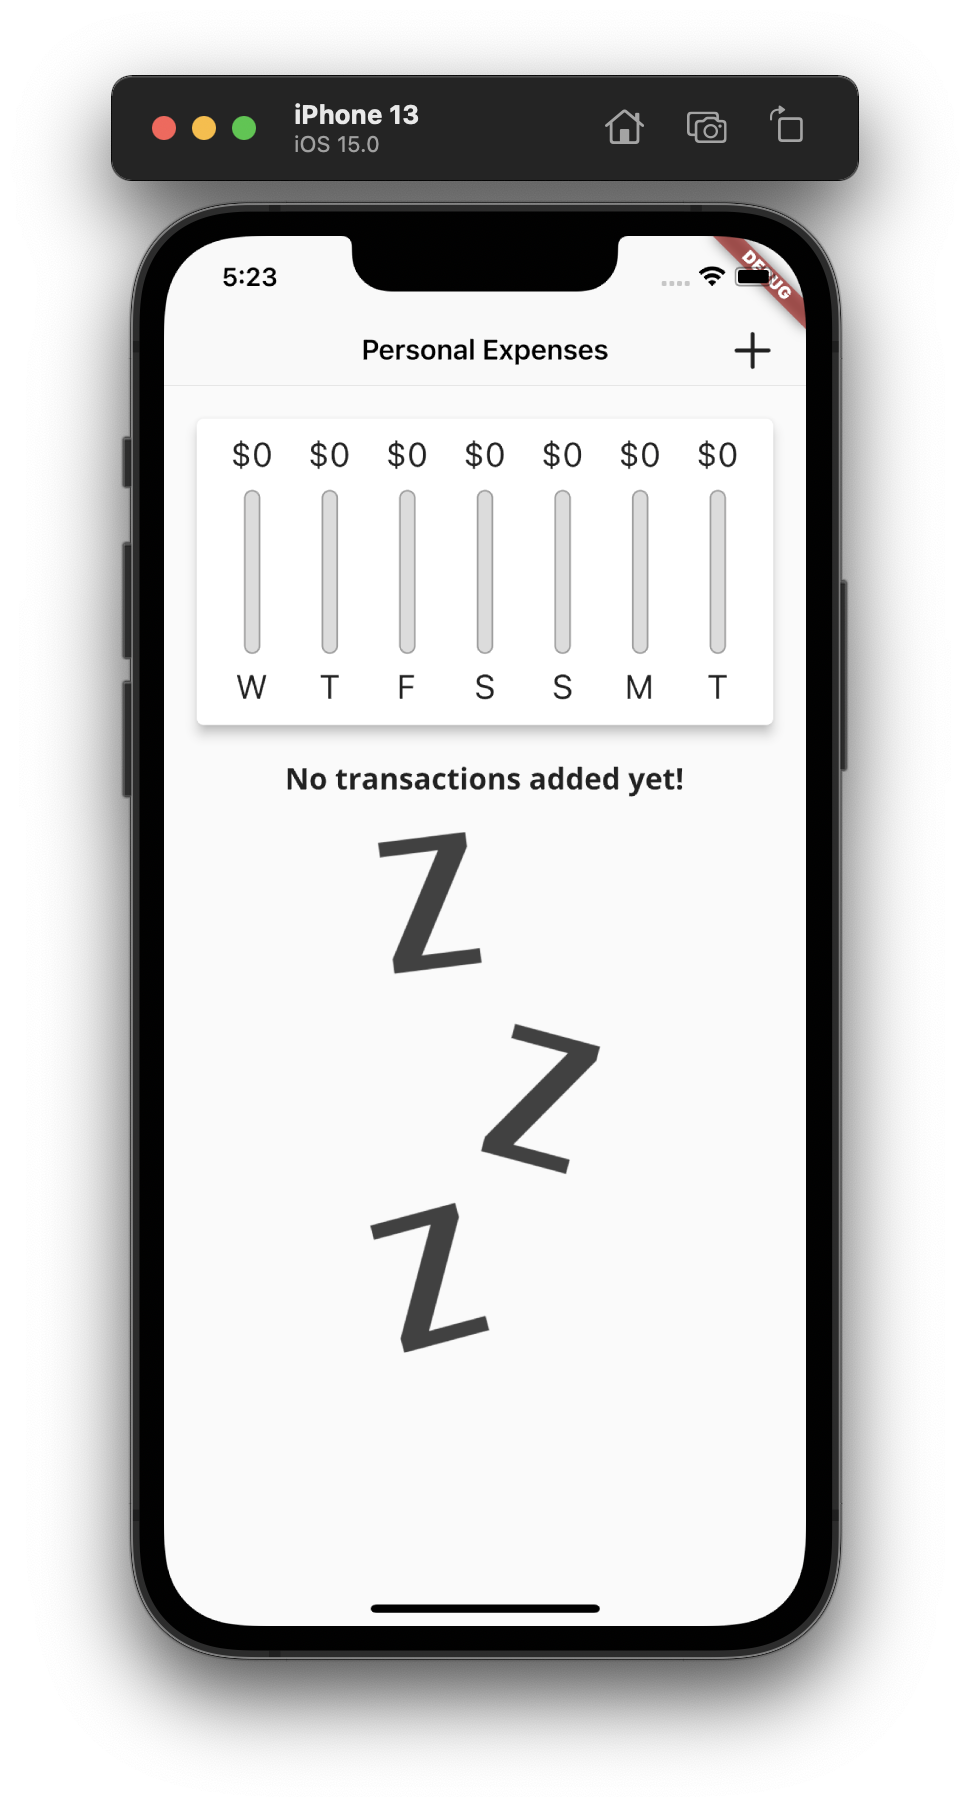 iPhone 13
iOS 15.0
5:23
DEBUG
Personal Expenses
$0 $0 $0 $0 $0 $0 $0
W T F S S M T
No transactions added yet!
Z
Z
Z